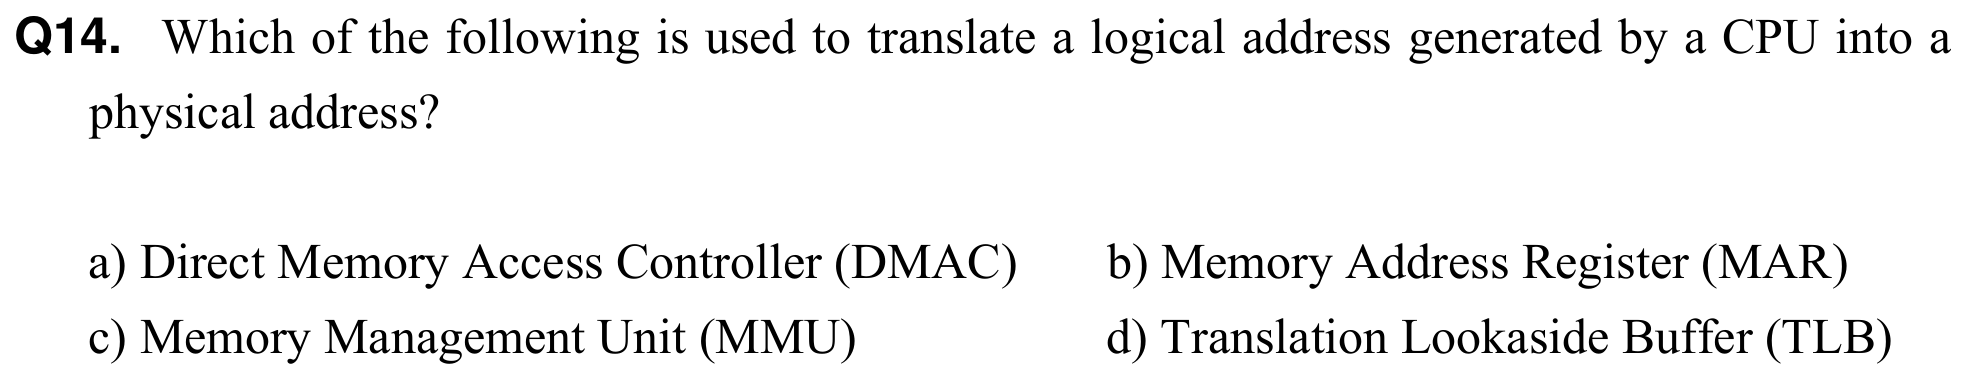 Q14. Which of the following is used to translate a logical address generated by a CPU into a
physical address?
a) Direct Memory Access Controller (DMAC) b) Memory Address Register (MAR)
c) Memory Management Unit (MMU) d) Translation Lookaside Buffer (TLB)